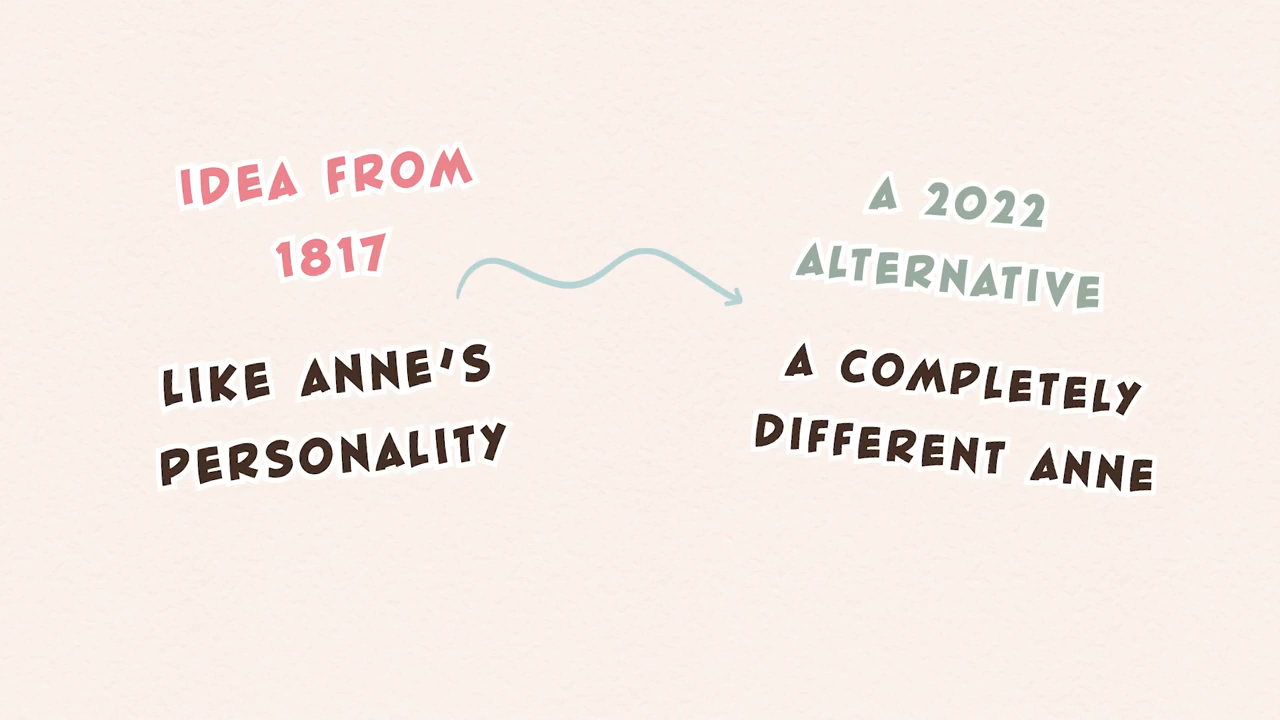 IDEA FROM
1817
LIKE ANNE'S
PERSONALITY
A 2022
ALTERNATIVE
A COMPLETELY
DIFFERENT ANNE